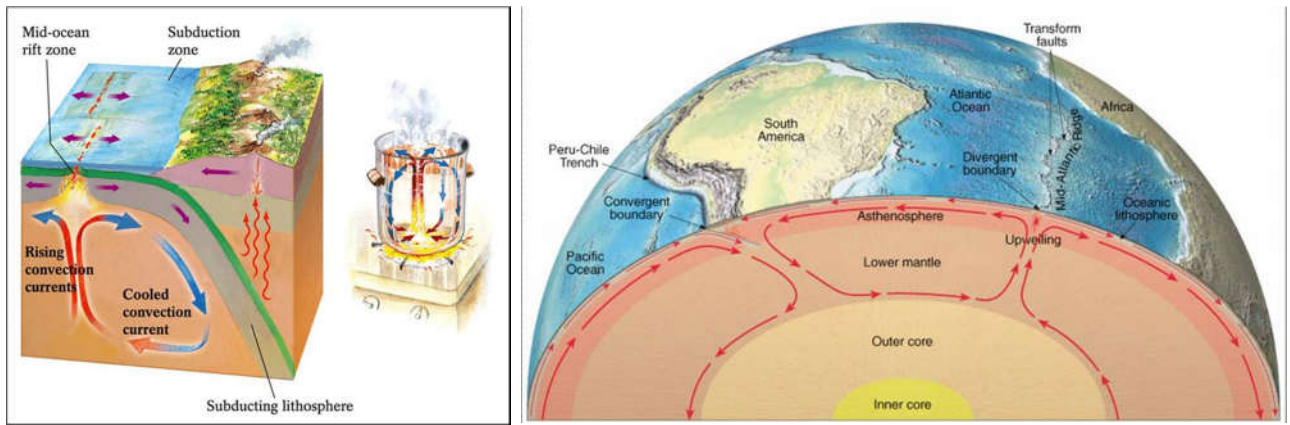 Mid-ocean
rift zone
Subduction
zone
Rising
convection
currents
Cooled
convection
current
Subducting lithosphere
Transform
faults
Atlantic
Ocean
Africa
South
America
Peru-Chile
Trench
Divergent
boundary
Mid-Atlantic Ridge
Convergent
boundary
Oceanic
lithosphere
Asthenosphere
Upwelling
Pacific
Ocean
Lower mantle
Outer core
Inner core